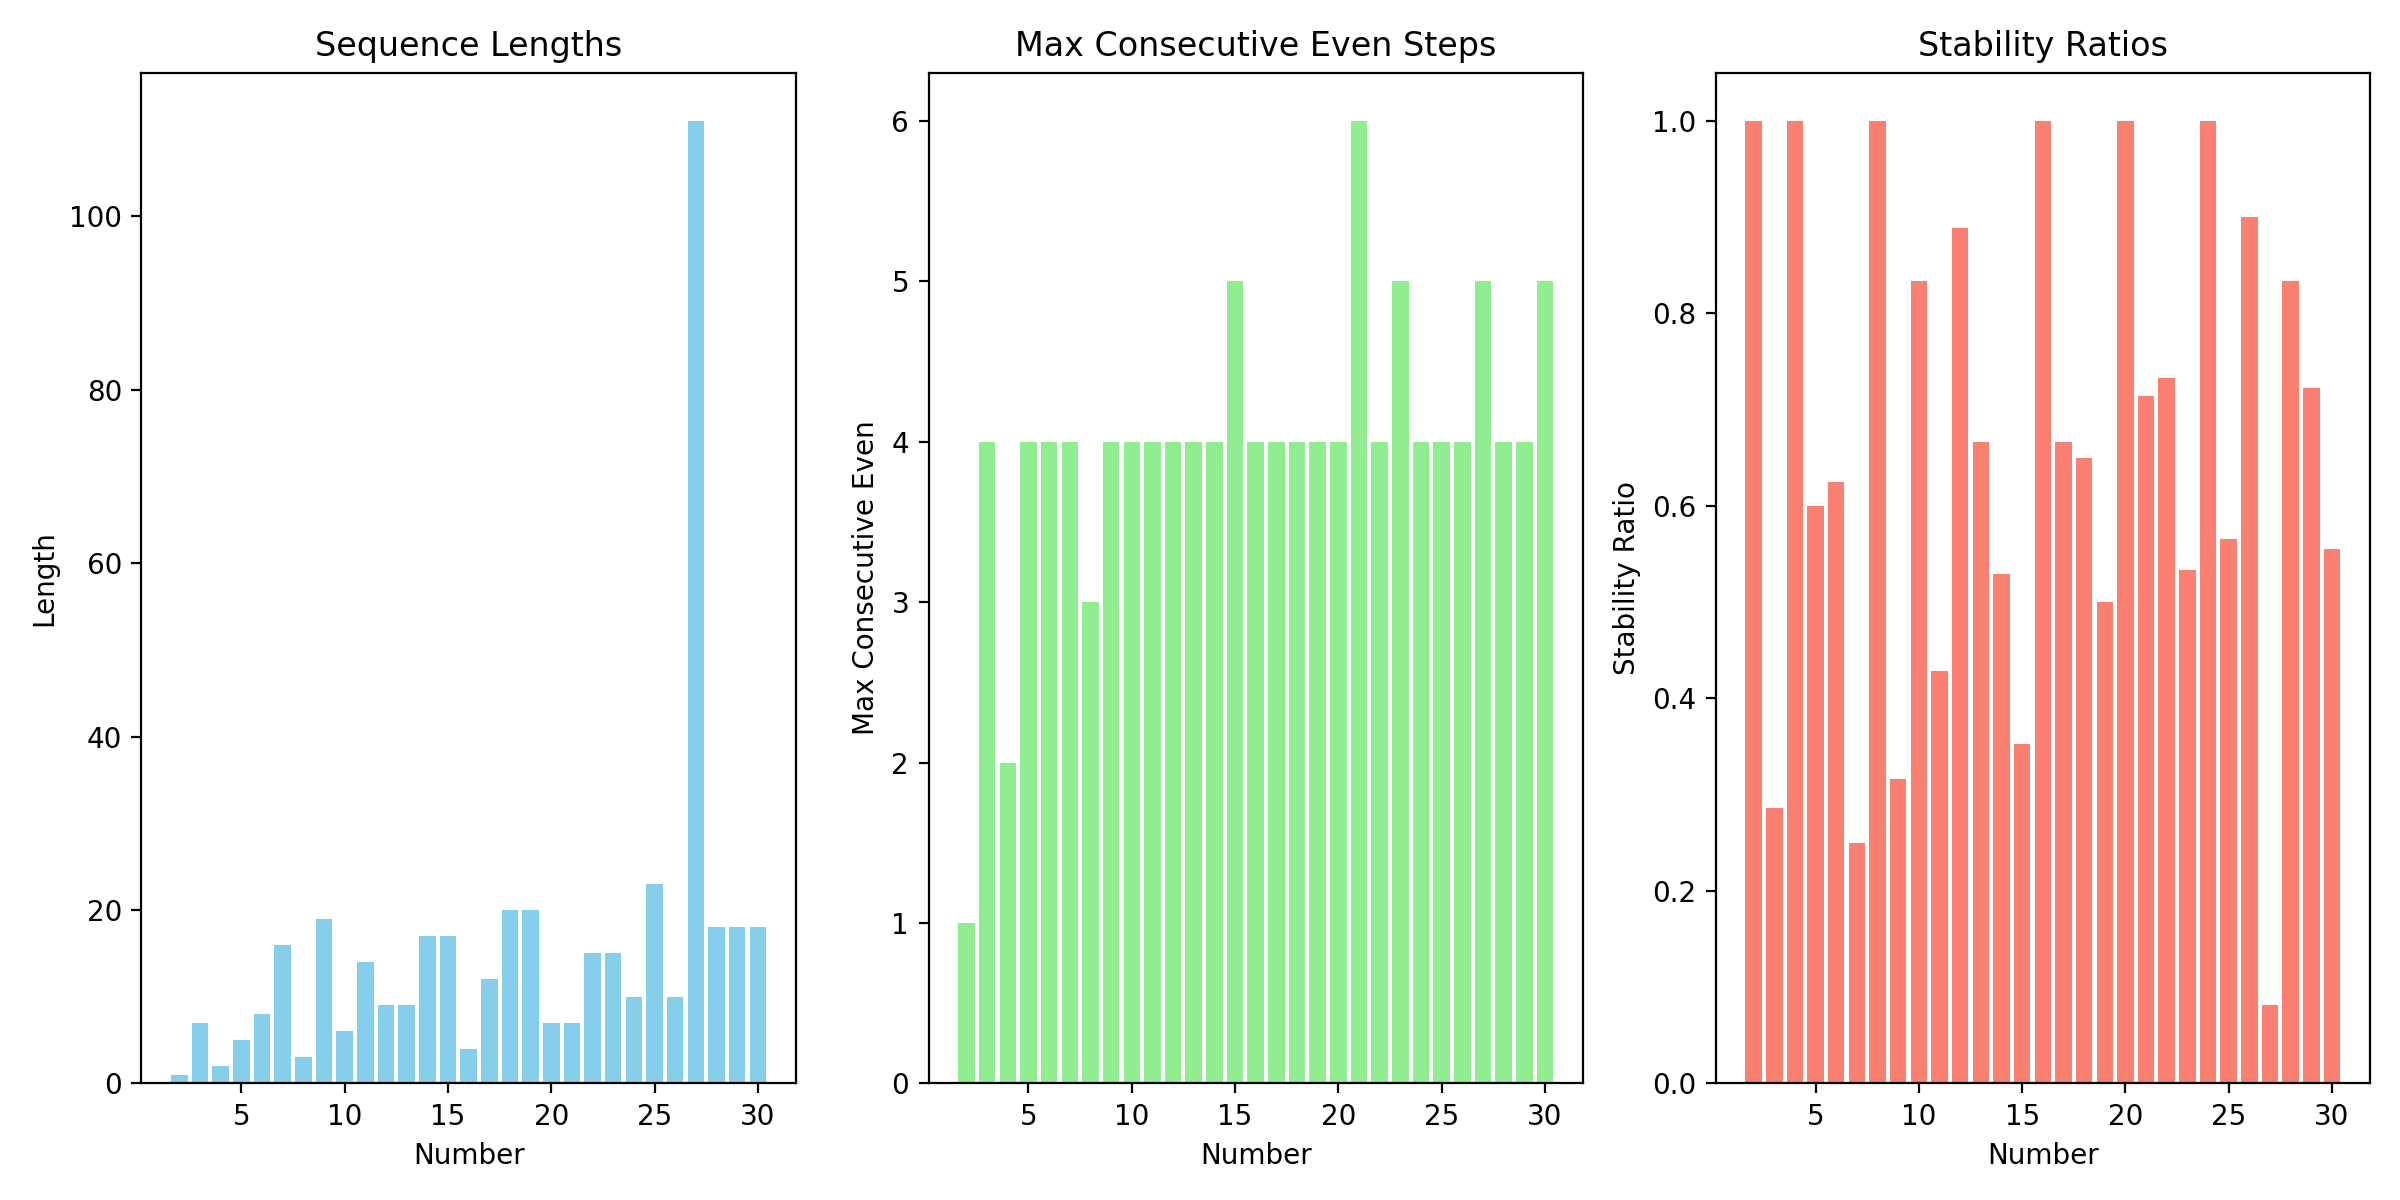 Sequence Lengths
Length
100
80
60
40
20
0
5 10 15 20 25 30
Number
Max Consecutive Even Steps
Max Consecutive Even
6
5
4
3
2
1
0
5 10 15 20 25 30
Number
Stability Ratios
Stability Ratio
1.0
0.8
0.6
0.4
0.2
0.0
5 10 15 20 25 30
Number